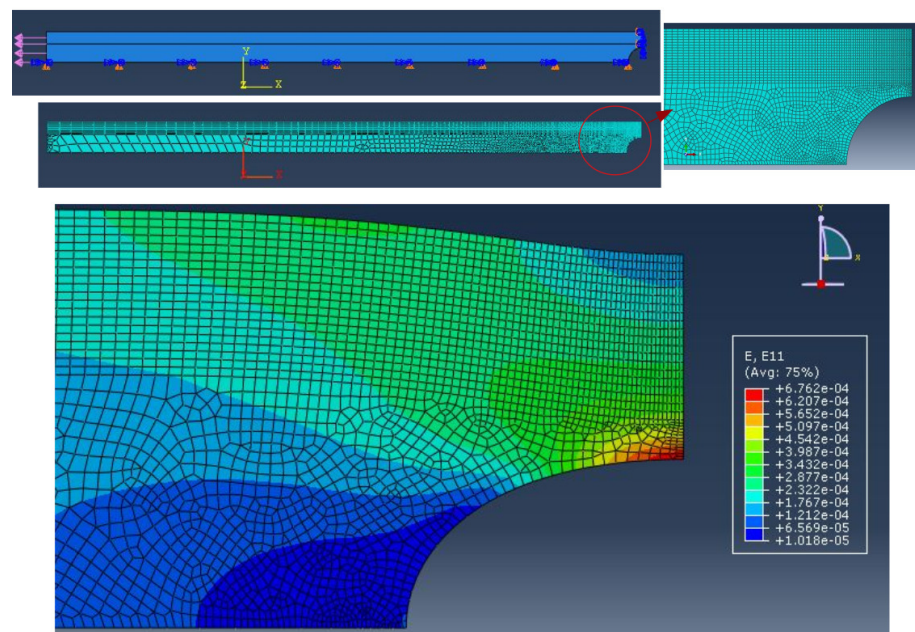 Y
Z X
Y
X
E, E11
(Avg: 75%)
+6.762e-04
+6.207e-04
+5.652e-04
+5.097e-04
+4.542e-04
+3.987e-04
+3.432e-04
+2.877e-04
+2.322e-04
+1.767e-04
+1.212e-04
+6.569e-05
+1.018e-05